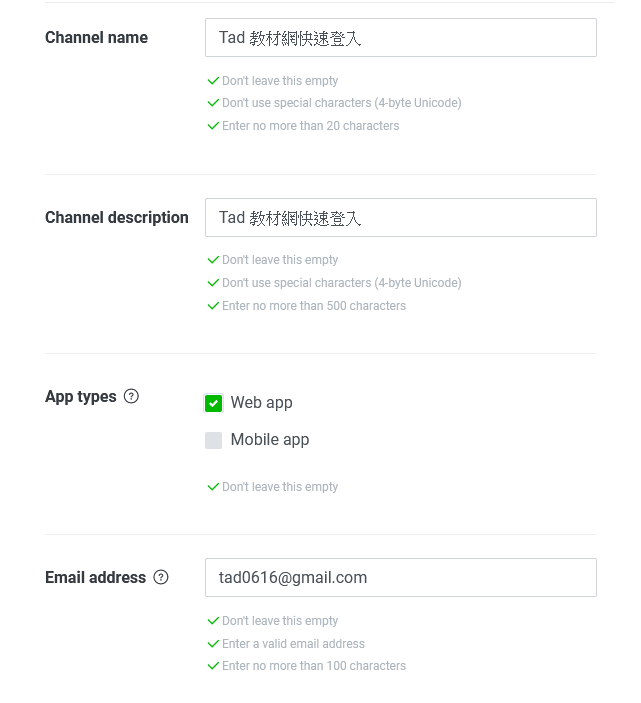 Channel name
Tad 教材網快速登入
Don't leave this empty
Don't use special characters (4-byte Unicode)
Enter no more than 20 characters
Channel description
Tad 教材網快速登入
Don't leave this empty
Don't use special characters (4-byte Unicode)
Enter no more than 500 characters
App types ?
Web app
Mobile app
Don't leave this empty
Email address ?
tad0616@gmail.com
Don't leave this empty
Enter a valid email address
Enter no more than 100 characters